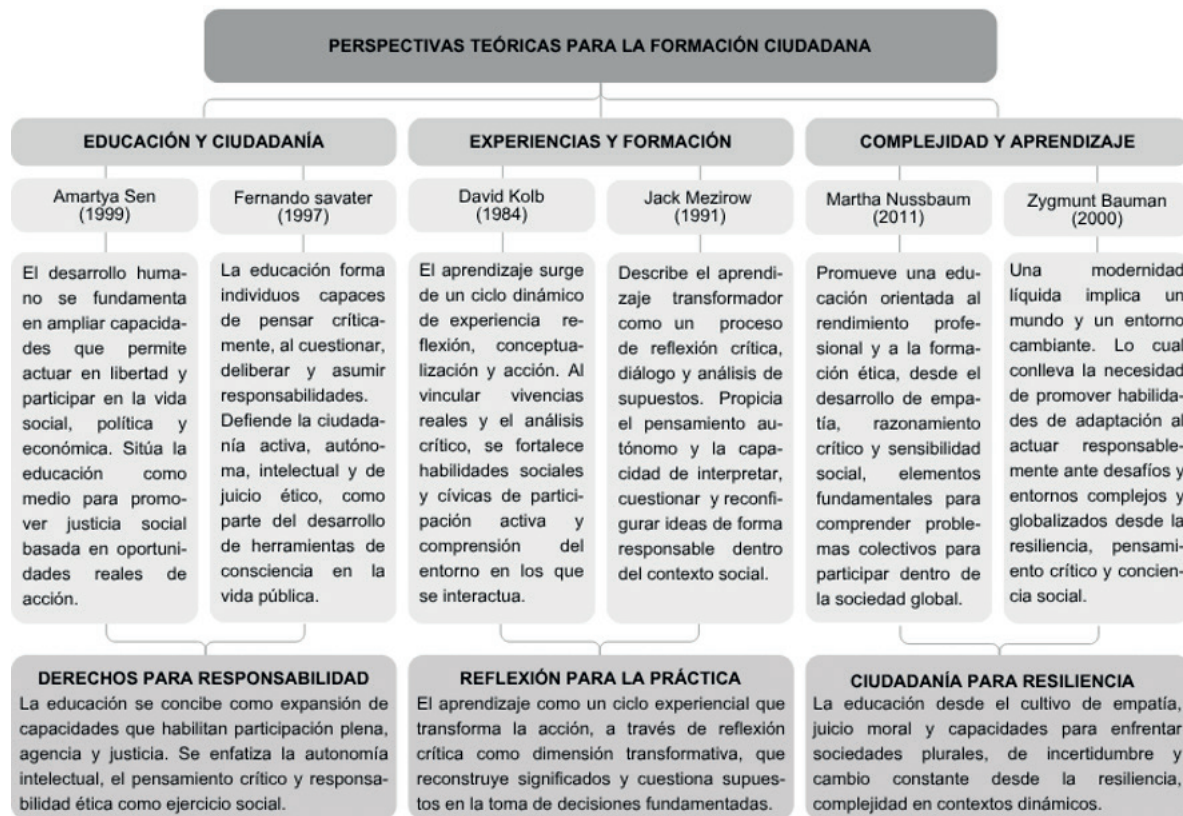 PERSPECTIVAS TEÓRICAS PARA LA FORMACIÓN CIUDADANA
EDUCACIÓN Y CIUDADANÍA
Amartya Sen
(1999)
El desarrollo huma-
no se fundamenta
en ampliar capacida-
des que permite
actuar en libertad y
participar en la vida
social, política y
económica. Sitúa la
educación como
medio para promo-
ver justicia social
basada en oportuni-
dades reales de
acción.
Fernando savater
(1997)
La educación forma
individuos capaces
de pensar crítica-
mente, al cuestionar,
deliberar y asumir
responsabilidades.
Defiende la ciudada-
nía activa, autóno-
ma, intelectual y de
juicio ético, como
parte del desarrollo
de herramientas de
consciencia en la
vida pública.
DERECHOS PARA RESPONSABILIDAD
La educación se concibe como expansión de
capacidades que habilitan participación plena,
agencia y justicia. Se enfatiza la autonomía
intelectual, el pensamiento crítico y responsa-
bilidad ética como ejercicio social.
EXPERIENCIAS Y FORMACIÓN
David Kolb
(1984)
El aprendizaje surge
de un ciclo dinámico
de experiencia re-
flexión, conceptua-
lización y acción. Al
vincular vivencias
reales y el análisis
crítico, se fortalece
habilidades sociales
y cívicas de partici-
pación activa y
comprensión del
entorno en los que
se interactua.
Jack Mezirow
(1991)
Describe el aprendi-
zaje transformador
como un proceso
de reflexión crítica,
diálogo y análisis de
supuestos. Propicia
el pensamiento au-
tónomo y la capa-
cidad de interpretar,
cuestionar y reconfi-
gurar ideas de forma
responsable dentro
del contexto social.
REFLEXIÓN PARA LA PRÁCTICA
El aprendizaje como un ciclo experiencial que
transforma la acción, a través de reflexión
crítica como dimensión transformativa, que
reconstruye significados y cuestiona supues-
tos en la toma de decisiones fundamentadas.
COMPLEJIDAD Y APRENDIZAJE
Martha Nussbaum
(2011)
Promueve una edu-
cación orientada al
rendimiento profe-
sional y a la forma-
ción ética, desde el
desarrollo de empa-
tía, razonamiento
crítico y sensibilidad
social, elementos
fundamentales para
comprender proble-
mas colectivos para
participar dentro de
la sociedad global.
Zygmunt Bauman
(2000)
Una modernidad
líquida implica un
mundo y un entorno
cambiante. Lo cual
conlleva la necesidad
de promover habilida-
des de adaptación al
actuar responsable-
mente ante desafíos y
entornos complejos y
globalizados desde la
resiliencia, pensami-
ento crítico y concien-
cia social.
CIUDADANÍA PARA RESILIENCIA
La educación desde el cultivo de empatía,
juicio moral y capacidades para enfrentar
sociedades plurales, de incertidumbre y
cambio constante desde la resiliencia,
complejidad en contextos dinámicos.